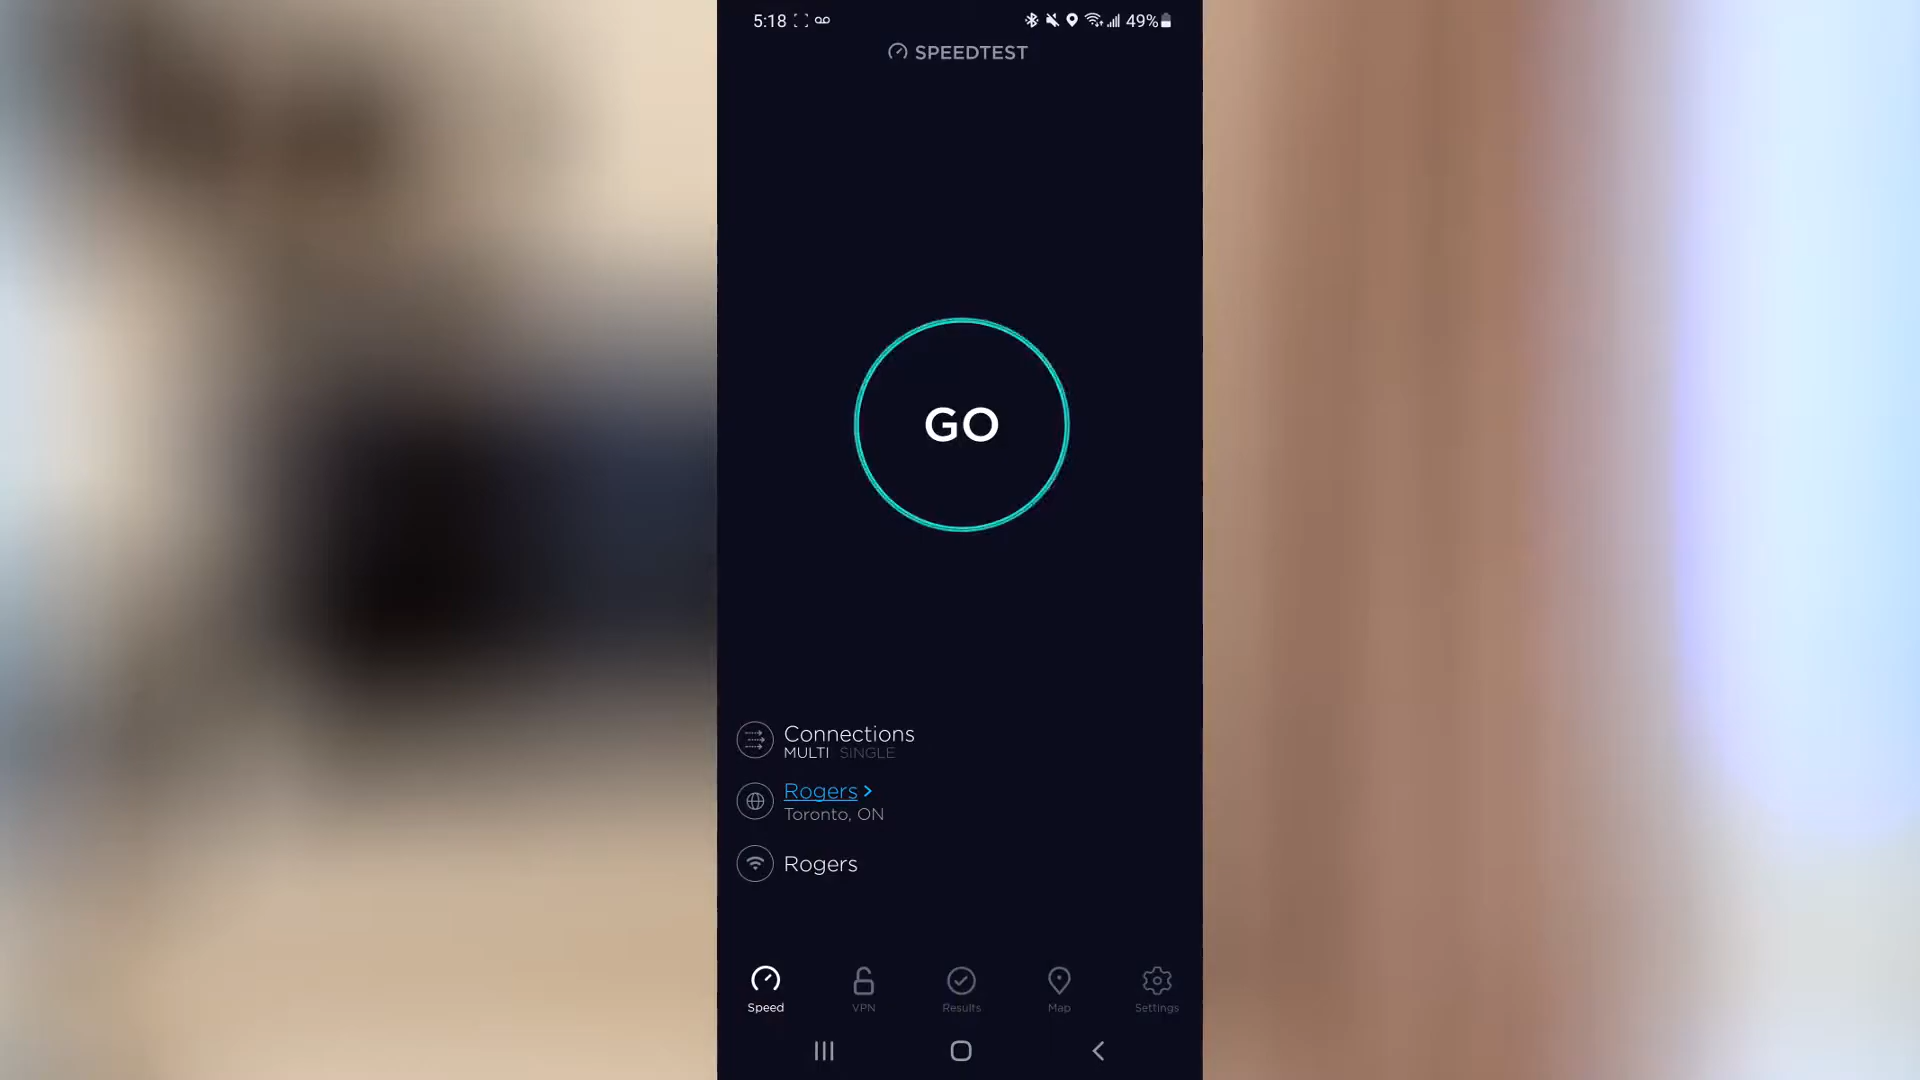 5:18 49%
SPEEDTEST
GO
Connections
MULTI SINGLE
Rogers >
Toronto, ON
Rogers
Speed VPN Results Map Settings